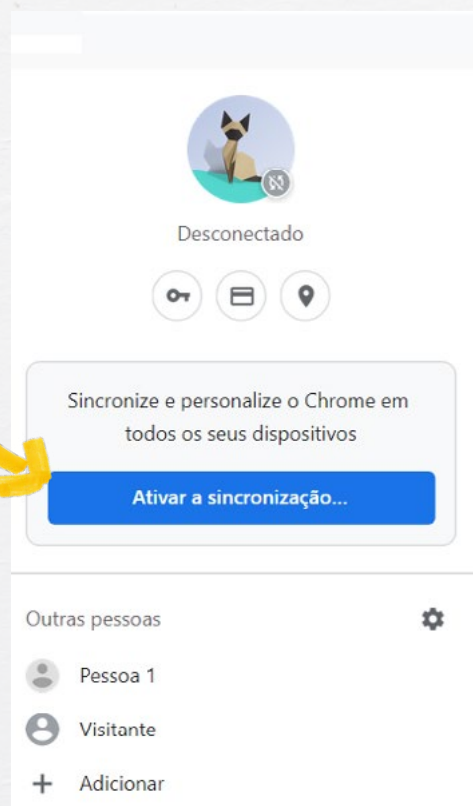 Desconectado
Sincronize e personalize o Chrome em
todos os seus dispositivos
Ativar a sincronização...
Outras pessoas
Pessoa 1
Visitante
Adicionar